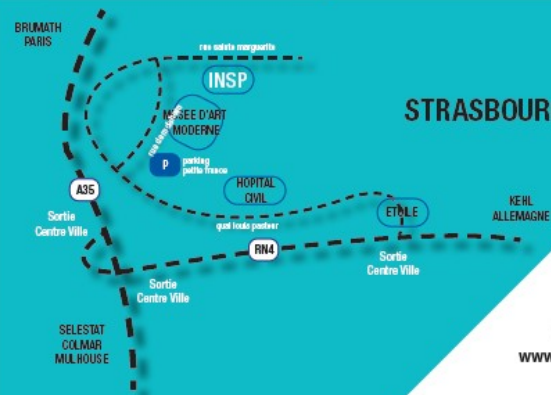 BRUMATH
PARIS
rue sainte marguerite
INSP
MUSEE D'ART
MODERNE
STRASBOUR
P
parking
petite france
A35
HOPITAL
CIVIL
Sortie
Centre Ville
quai louis pasteur
ETOILE
KEHL
ALLEMAGNE
RN4
Sortie
Centre Ville
Sortie
Centre Ville
SELESTAT
COLMAR
MULHOUSE
www